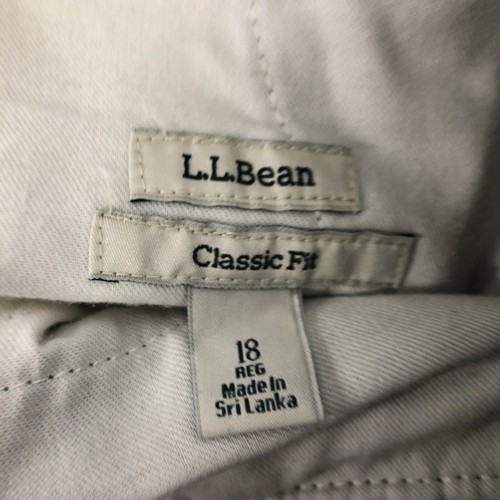 L.L.Bean
Classic Fit
18
REG
Made In
Sri Lanka